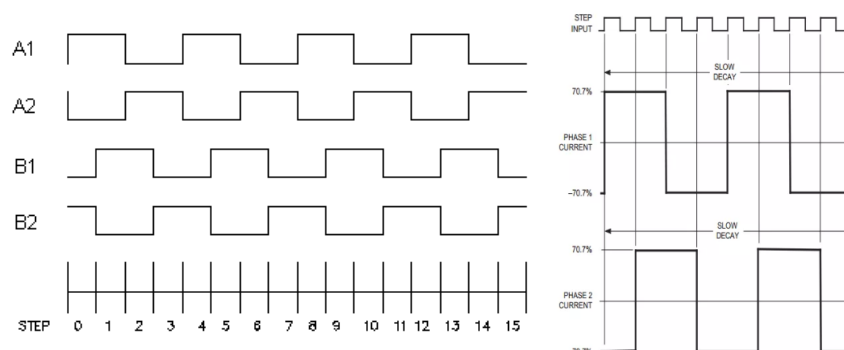 A1
A2
B1
B2
STEP 0 1 2 3 4 5 6 7 8 9 10 11 12 13 14 15
STEP
INPUT
SLOW
DECAY
70.7%
PHASE 1
CURRENT
–70.7%
SLOW
DECAY
70.7%
PHASE 2
CURRENT